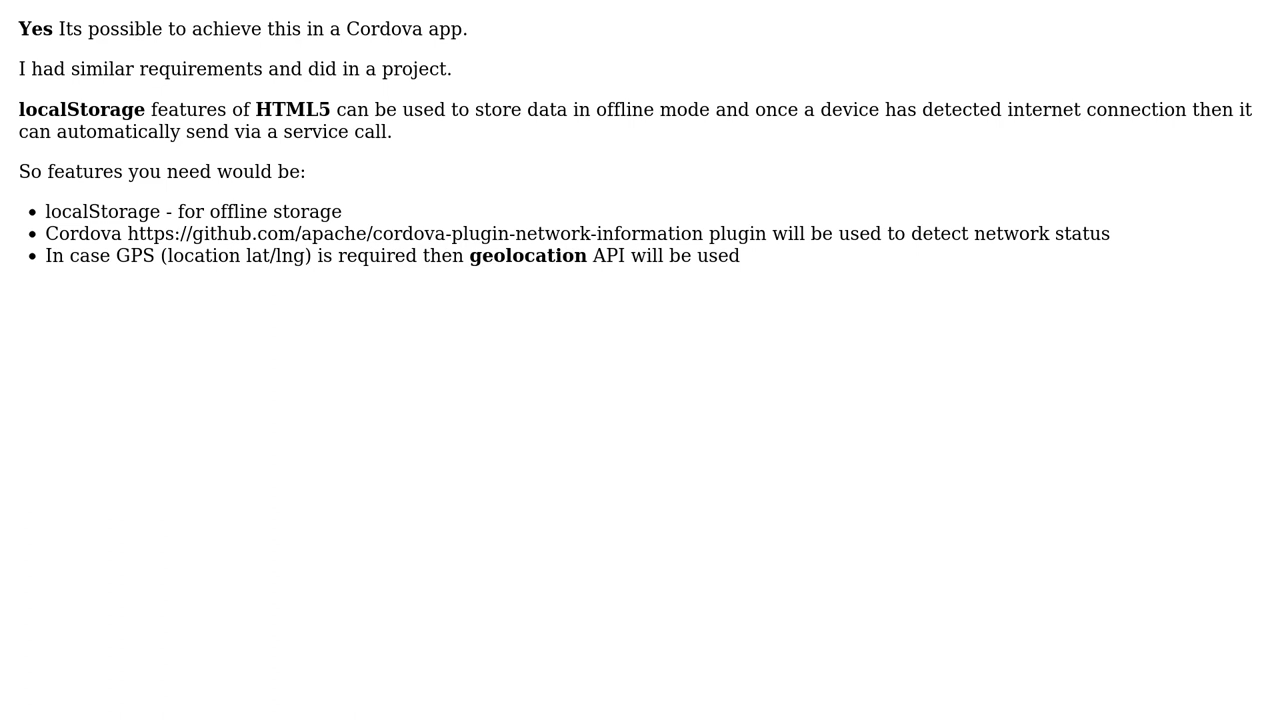 Yes Its possible to achieve this in a Cordova app.
I had similar requirements and did in a project.
localStorage features of HTML5 can be used to store data in offline mode and once a device has detected internet connection then it
can automatically send via a service call.
So features you need would be:
• localStorage - for offline storage
• Cordova https://github.com/apache/cordova-plugin-network-information plugin will be used to detect network status
• In case GPS (location lat/lng) is required then geolocation API will be used